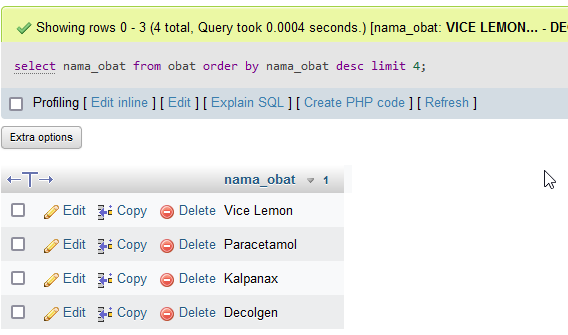 Showing rows 0 - 3 (4 total, Query took 0.0004 seconds.) [nama_obat: VICE LEMON... - DE
select nama_obat from obat order by nama_obat desc limit 4;
Profiling [ Edit inline ] [ Edit ] [ Explain SQL ] [ Create PHP code ] [ Refresh ]
Extra options
←T→ nama_obat 1
Edit Copy Delete Vice Lemon
Edit Copy Delete Paracetamol
Edit Copy Delete Kalpanax
Edit Copy Delete Decolgen